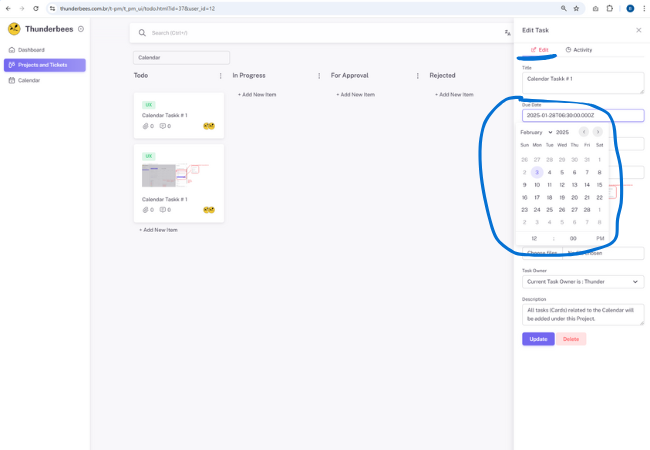 thunderbees.com.br/t-pm/t_pm_ui/todo.html?id=37&user_id=12
Thunderbees
Dashboard
Projects and Tickets
Calendar
Search (Ctrl+/)
Calendar
Todo
In Progress
For Approval
Rejected
+ Add New Item
+ Add New Item
+ Add New Item
UX
Calendar Taskk # 1
0 0
UX
Calendar Taskk # 1
0 0
+ Add New Item
Edit Task
Edit Activity
Title
Calendar Taskk # 1
Due Date
2025-01-28T06:30:00.000Z
February 2025
Sun Mon Tue Wed Thu Fri Sat
26 27 28 29 30 31 1
2 3 4 5 6 7 8
9 10 11 12 13 14 15
16 17 18 19 20 21 22
23 24 25 26 27 28 1
2 3 4 5 6 7 8
12 : 00 PM
Choose Files
Task Owner
Current Task Owner is : Thunder
Description
All tasks (Cards) related to the Calendar will
be added under this Project.
Update Delete